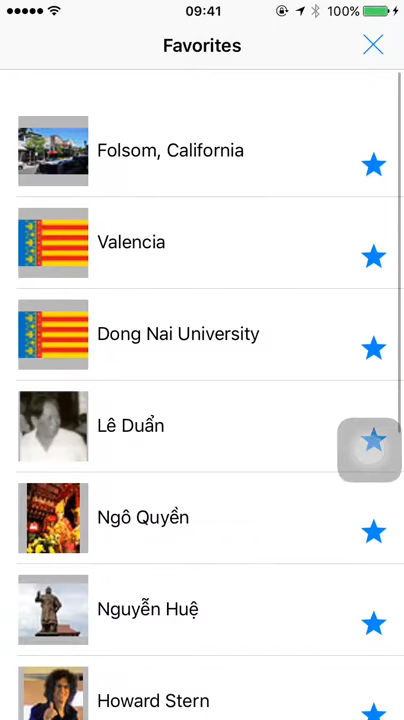 09:41
100%
Favorites
Folsom, California
Valencia
Dong Nai University
Lê Duẩn
Ngô Quyền
Nguyễn Huệ
Howard Stern